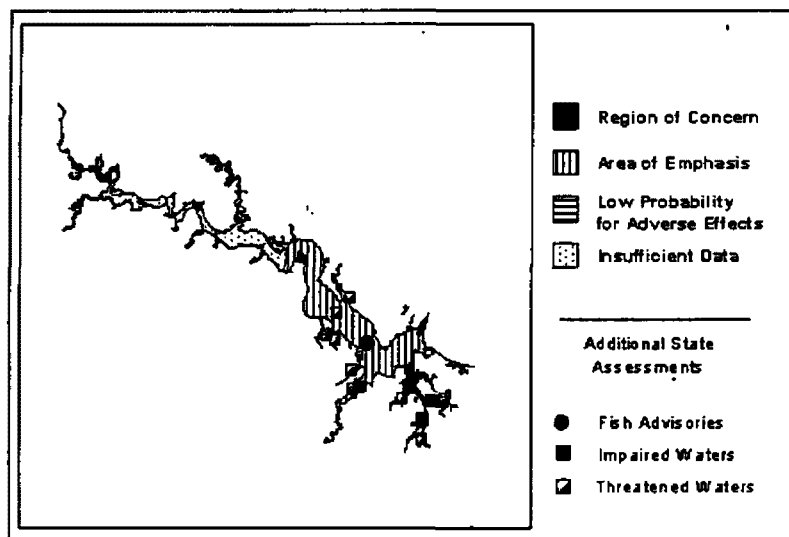 Region of Concern
Area of Emphasis
Low Probability
for Adverse Effects
Insufficient Data
Additional State
Assessments
Fish Advisories
Impaired Waters
Threatened Waters